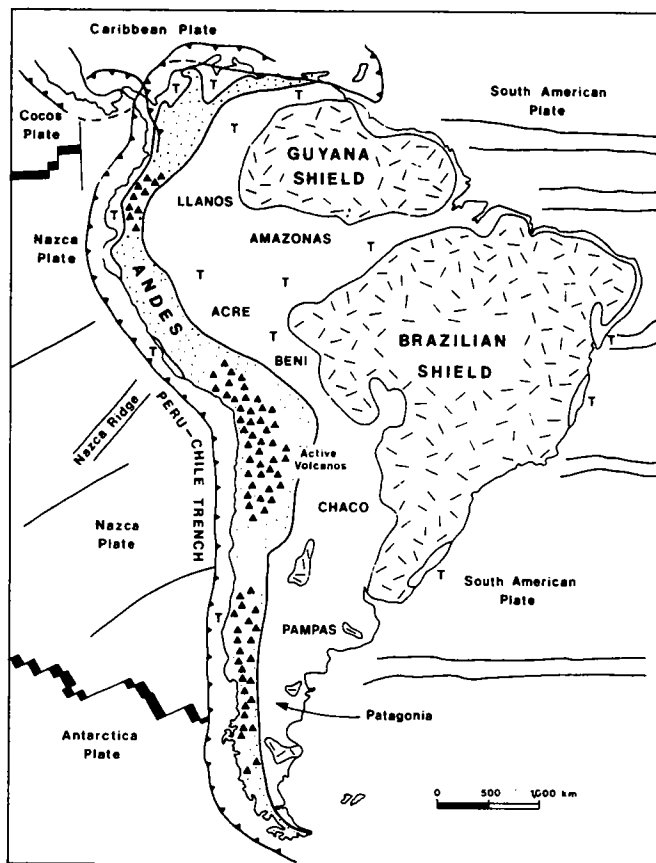 Caribbean Plate
South American
Plate
Cocos
Plate
T
T
T
T
GUYANA
SHIELD
LLANOS
T
Nazca
Plate
AMAZONAS
T
ANDES
T
T
ACRE
T
BENI
BRAZILIAN
SHIELD
T
T
T
Nazca Ridge
PERU-CHILE TRENCH
Active
Volcanos
CHACO
Nazca
Plate
T
South American
Plate
T
PAMPAS
Patagonia
Antarctica
Plate
0 500 1000 km